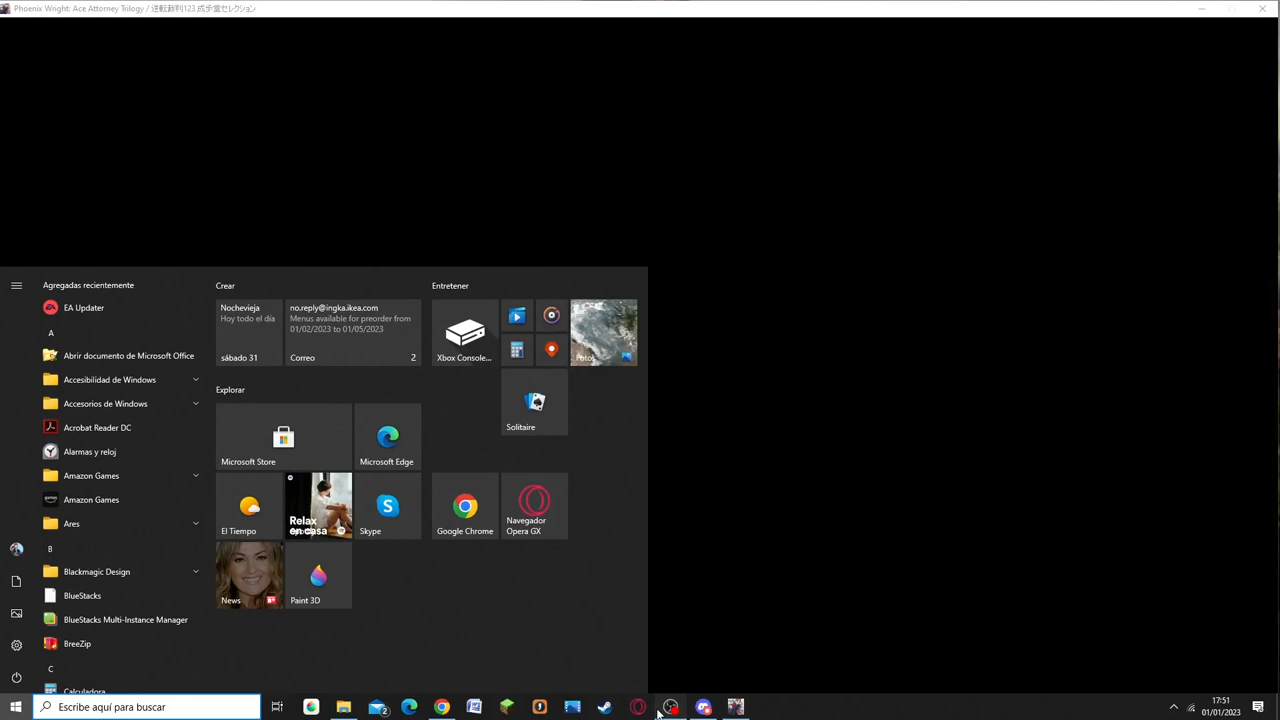 Phoenix Wright: Ace Attorney Trilogy / 逆転裁判123 成歩堂セレクション
Agregadas recientemente
EA Updater
A
Abrir documento de Microsoft Office
Accesibilidad de Windows
Accesorios de Windows
Acrobat Reader DC
Alarmas y reloj
Amazon Games
Amazon Games
Ares
B
Blackmagic Design
BlueStacks
BlueStacks Multi-Instance Manager
BreeZip
C
Calculadora
Crear
Nochevieja
Hoy todo el día
sábado 31
no.reply@ingka.ikea.com
Menus available for preorder from
01/02/2023 to 01/05/2023
Correo
2
Explorar
Microsoft Store
Microsoft Edge
El Tiempo
Relax
en casa
Skype
News
Paint 3D
Entretener
Xbox Console...
Fotos
Solitaire
Google Chrome
Navegador
Opera GX
Escribe aquí para buscar
2
17:51
01/01/2023